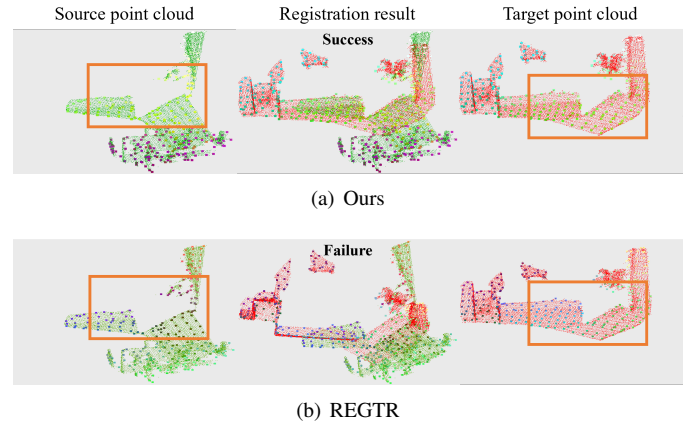 Source point cloud Registration result Target point cloud
Success
(a) Ours
Failure
(b) REGTR